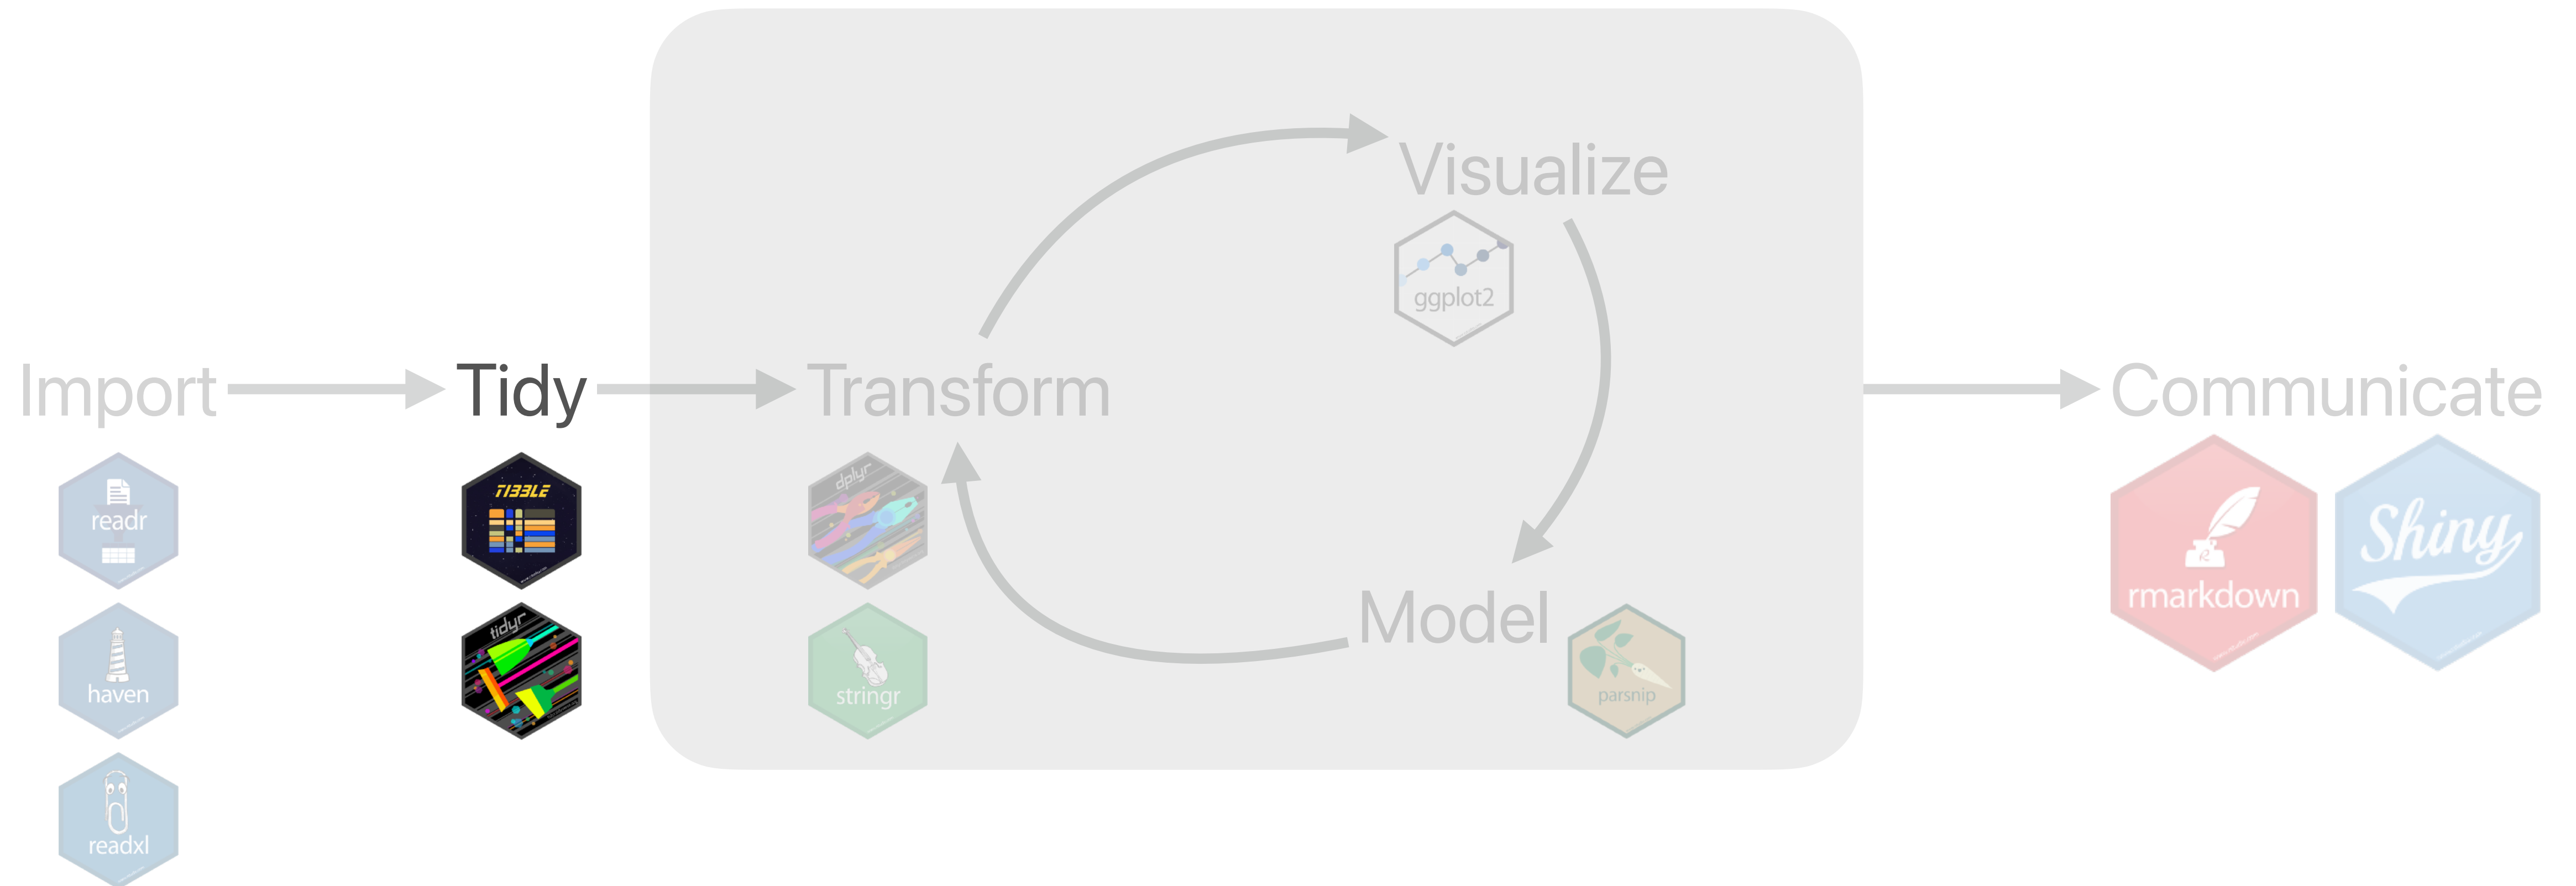 Import
readr
haven
readxl
Tidy
TIBBLE
tidyr
Transform
dplyr
stringr
Visualize
ggplot2
Model
parsnip
Communicate
rmarkdown
Shiny